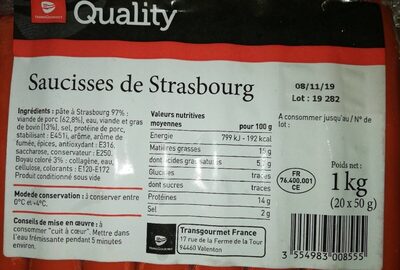 TRANSGOURMET
Quality
Saucisses de Strasbourg
08/11/19
Lot : 19 282
A consommer jusqu'au / N° de
lot :
Ingrédients : pâte à Strasbourg 97% :
viande de porc (62,8%), eau, viande et gras
de bovin (13%), sel, protéine de porc,
stabilisant : E451i, arôme, arôme de
fumée, épices, antioxydant : E316,
saccharose, conservateur : E250.
Boyau coloré 3% : collagène, eau,
cellulose, colorants : E120-E172
Produit conditionné sous vide
Mode de conservation : à conserver entre
0°C et +4°C.
Conseils de mise en œuvre : à
consommer "cuit à cœur". Mettre dans
l'eau frémissante pendant 5 minutes
environ.
Valeurs nutritives
moyennes pour 100 g
Energie 799 kJ - 192 kcal
Matières grasses g
dont acides gras saturés g
Glucides traces
dont sucres traces
Protéines 14 g
Sel 2 g
TRANSGOURMET
Transgourmet France
17 rue de la Ferme de la Tour
94460 Valenton
FR
76.400.001
CE
Poids net :
1 kg
(20 x 50 g)
3 554983 008555